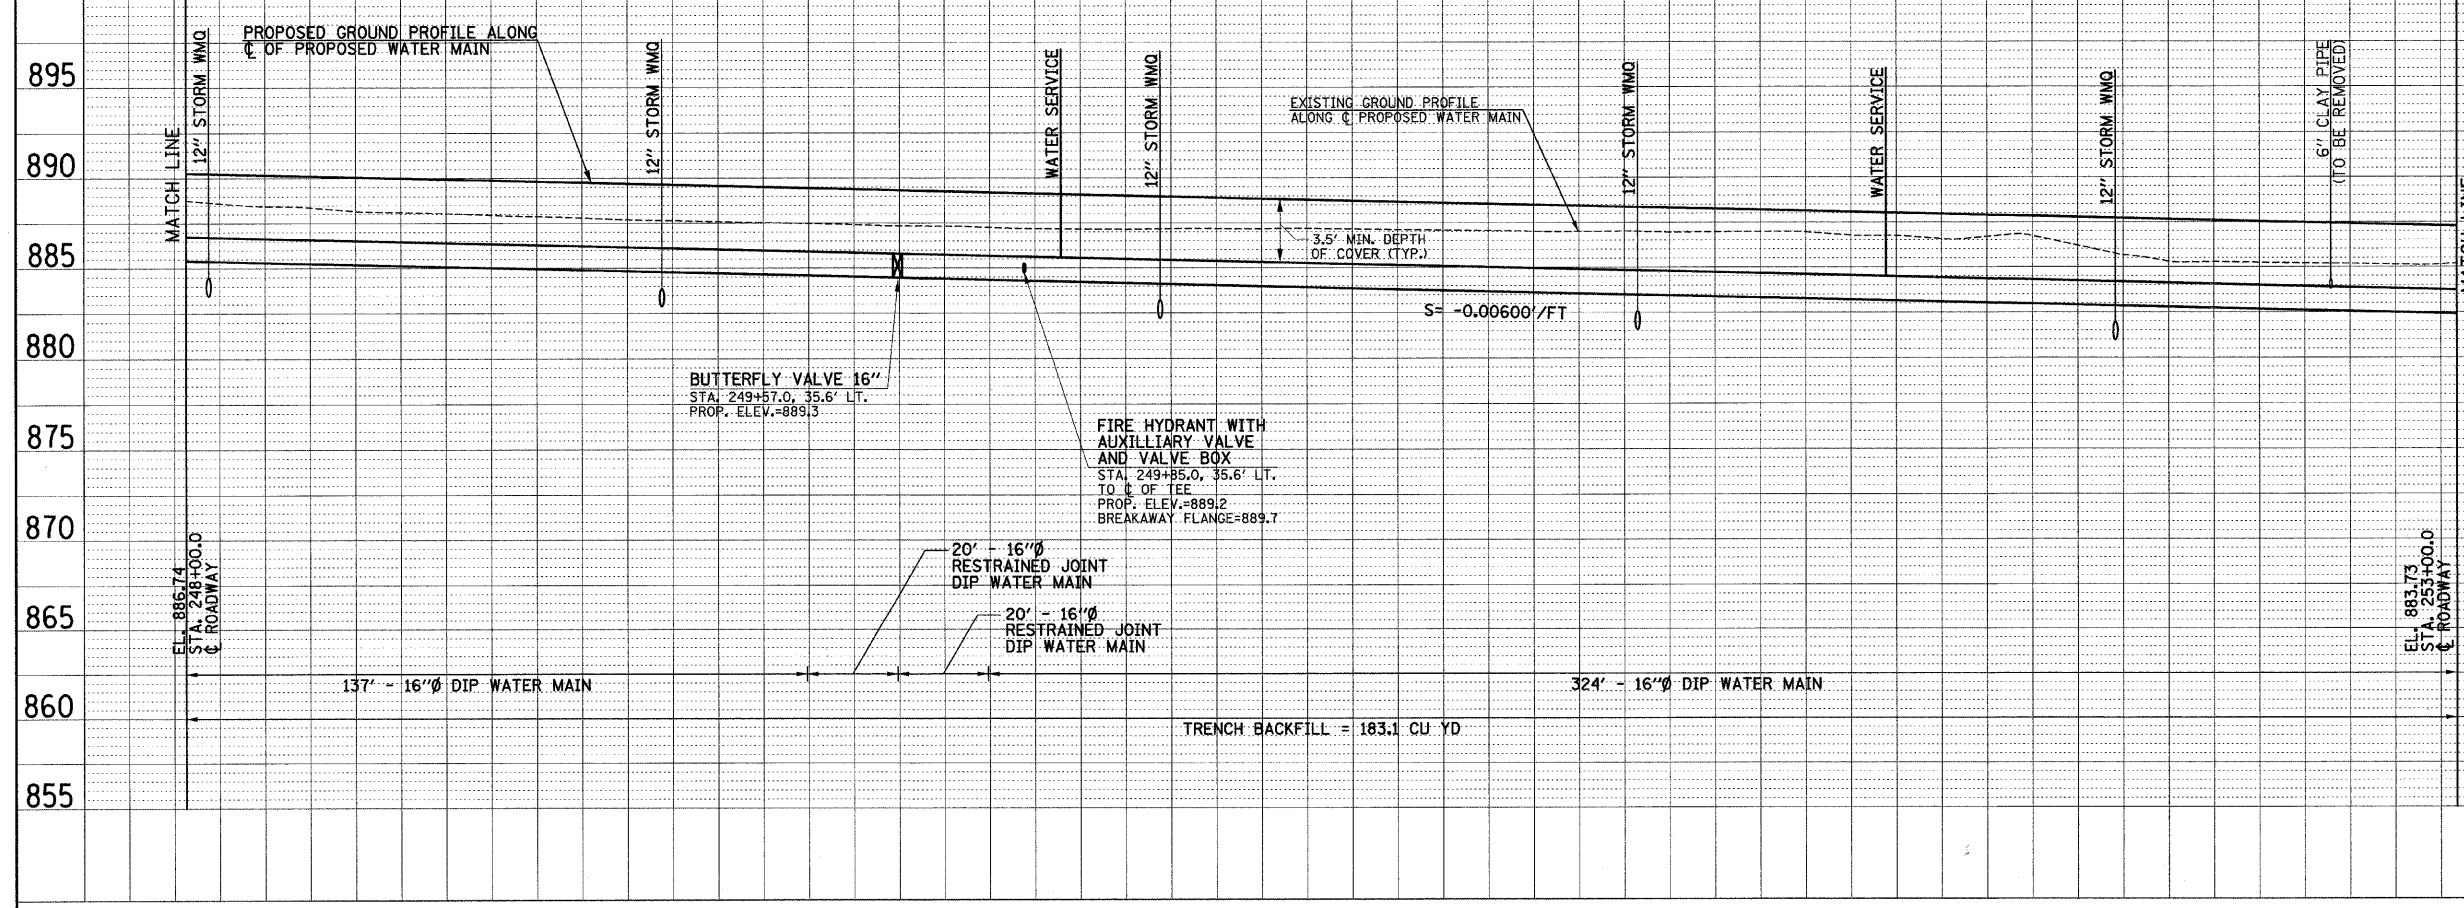 895
890
885
880
875
870
865
860
855
MATCH LINE
12" STORM WMQ
PROPOSED GROUND PROFILE ALONG
℄ OF PROPOSED WATER MAIN
12" STORM WMQ
WATER SERVICE
12" STORM WMQ
EXISTING GROUND PROFILE
ALONG ℄ PROPOSED WATER MAIN
12" STORM WMQ
WATER SERVICE
12" STORM WMQ
6" CLAY PIPE
(TO BE REMOVED)
3.5' MIN. DEPTH
OF COVER (TYP.)
S= -0.00600'/FT
BUTTERFLY VALVE 16"
STA. 249+57.0, 35.6' LT.
PROP. ELEV.=889.3
FIRE HYDRANT WITH
AUXILLIARY VALVE
AND VALVE BOX
STA. 249+85.0, 35.6' LT.
TO ℄ OF TEE
PROP. ELEV.=889.2
BREAKAWAY FLANGE=889.7
20' - 16"Ø
RESTRAINED JOINT
DIP WATER MAIN
20' - 16"Ø
RESTRAINED JOINT
DIP WATER MAIN
EL. 886.74
STA. 248+00.0
℄ ROADWAY
EL. 883.73
STA. 253+00.0
℄ ROADWAY
137' - 16"Ø DIP WATER MAIN
324' - 16"Ø DIP WATER MAIN
TRENCH BACKFILL = 183.1 CU YD